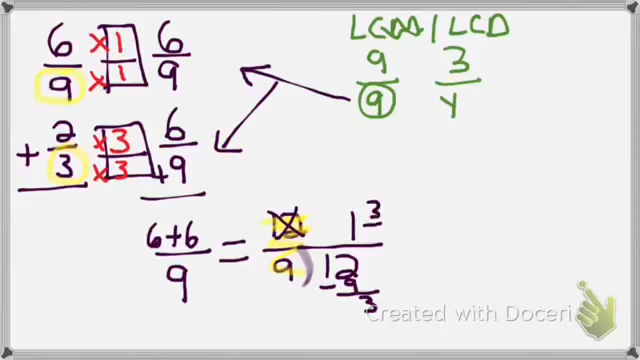 6/9 ×1/×1 6/9
+ 2/3 ×3/×3 6/+9
LCM / LCD
9 3
9
6+6/9 = 12/9
1 3
9)12
-9
3
Created with Doceri